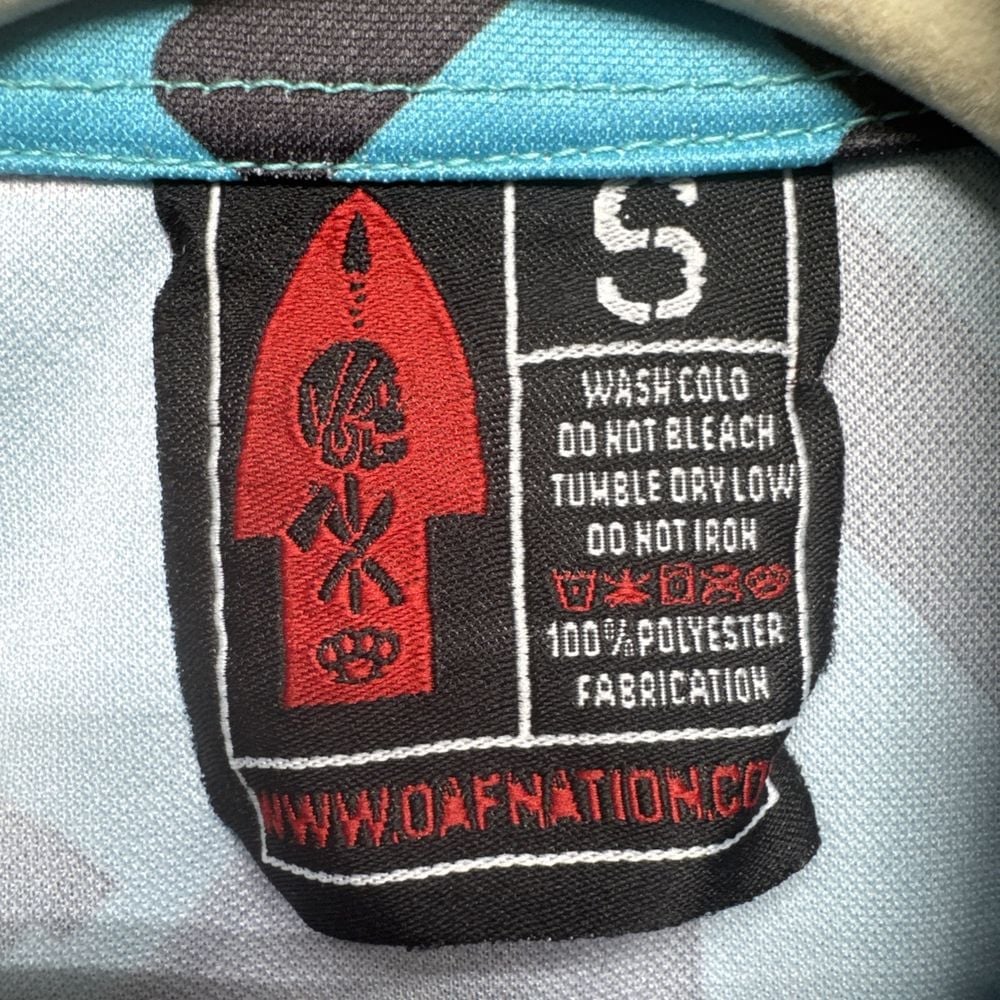 S
WASH COLD
DO NOT BLEACH
TUMBLE DRY LOW
DO NOT IRON
100% POLYESTER
FABRICATION
WWW.OAFNATION.CO